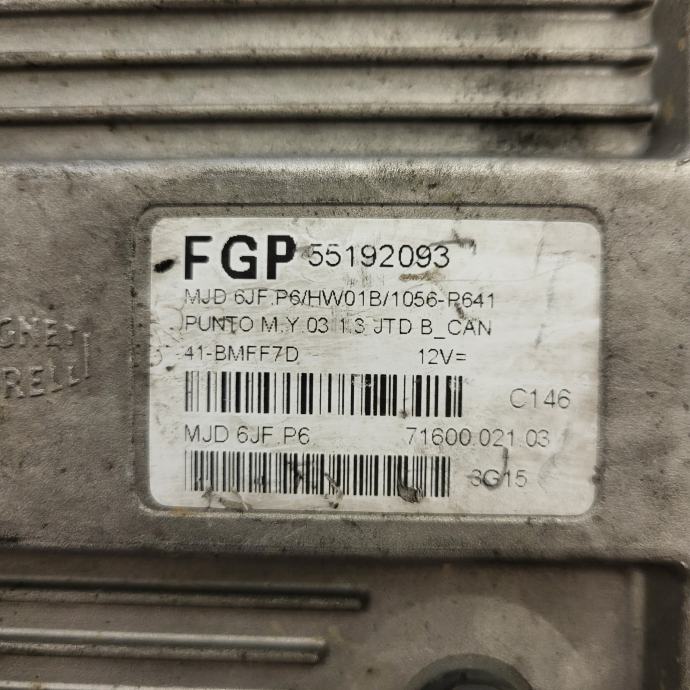 FGP 55192093
MJD 6JF.P6/HW01B/1056-P641
PUNTO M.Y.03 1.3 JTD B_CAN
41-BMFF7D 12V=
C146
MJD 6JF.P6 71600.021.03
3G15